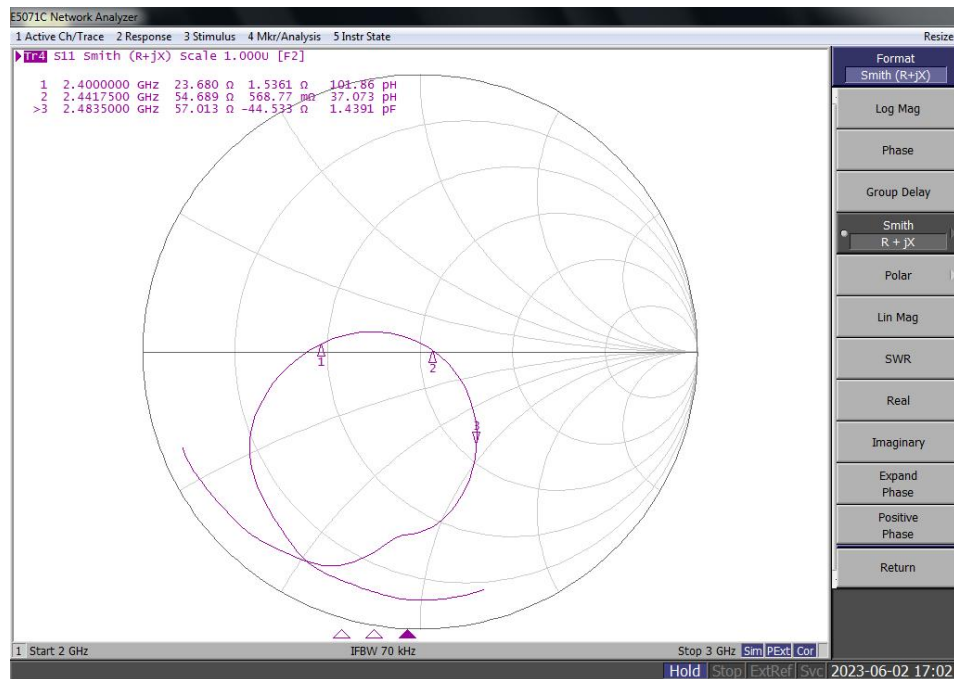 E5071C Network Analyzer
1 Active Ch/Trace 2 Response 3 Stimulus 4 Mkr/Analysis 5 Instr State
Resize
Tr4 S11 Smith (R+jX) Scale 1.000U [F2]
1 2.4000000 GHz 23.680 Ω 1.5361 Ω 101.86 pH
2 2.4417500 GHz 54.689 Ω 568.77 mΩ 37.073 pH
>3 2.4835000 GHz 57.013 Ω -44.533 Ω 1.4391 pF
1
2
3
Format
Smith (R+jX)
Log Mag
Phase
Group Delay
Smith
R + jX
Polar
Lin Mag
SWR
Real
Imaginary
Expand
Phase
Positive
Phase
Return
1 Start 2 GHz IFBW 70 kHz Stop 3 GHz Sim PExt Cor
Hold Stop ExtRef Svc 2023-06-02 17:02